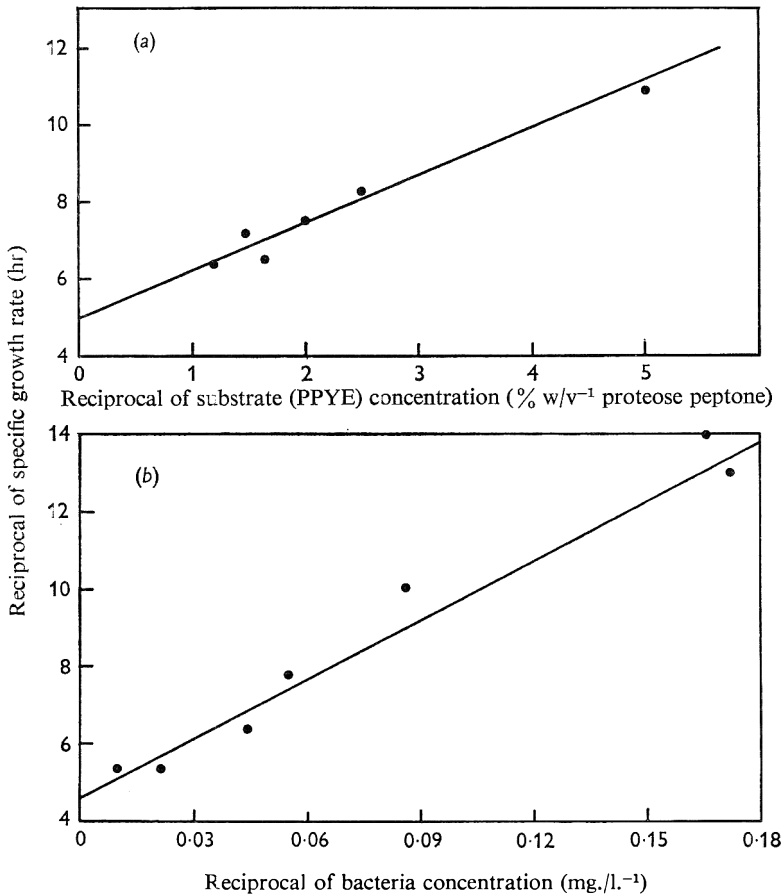 Reciprocal of specific growth rate (hr)
(a)
12
10
8
6
4
0 1 2 3 4 5
Reciprocal of substrate (PPYE) concentration (% w/v⁻¹ proteose peptone)
14
(b)
12
10
8
6
4
0 0·03 0·06 0·09 0·12 0·15 0·18
Reciprocal of bacteria concentration (mg./l.⁻¹)